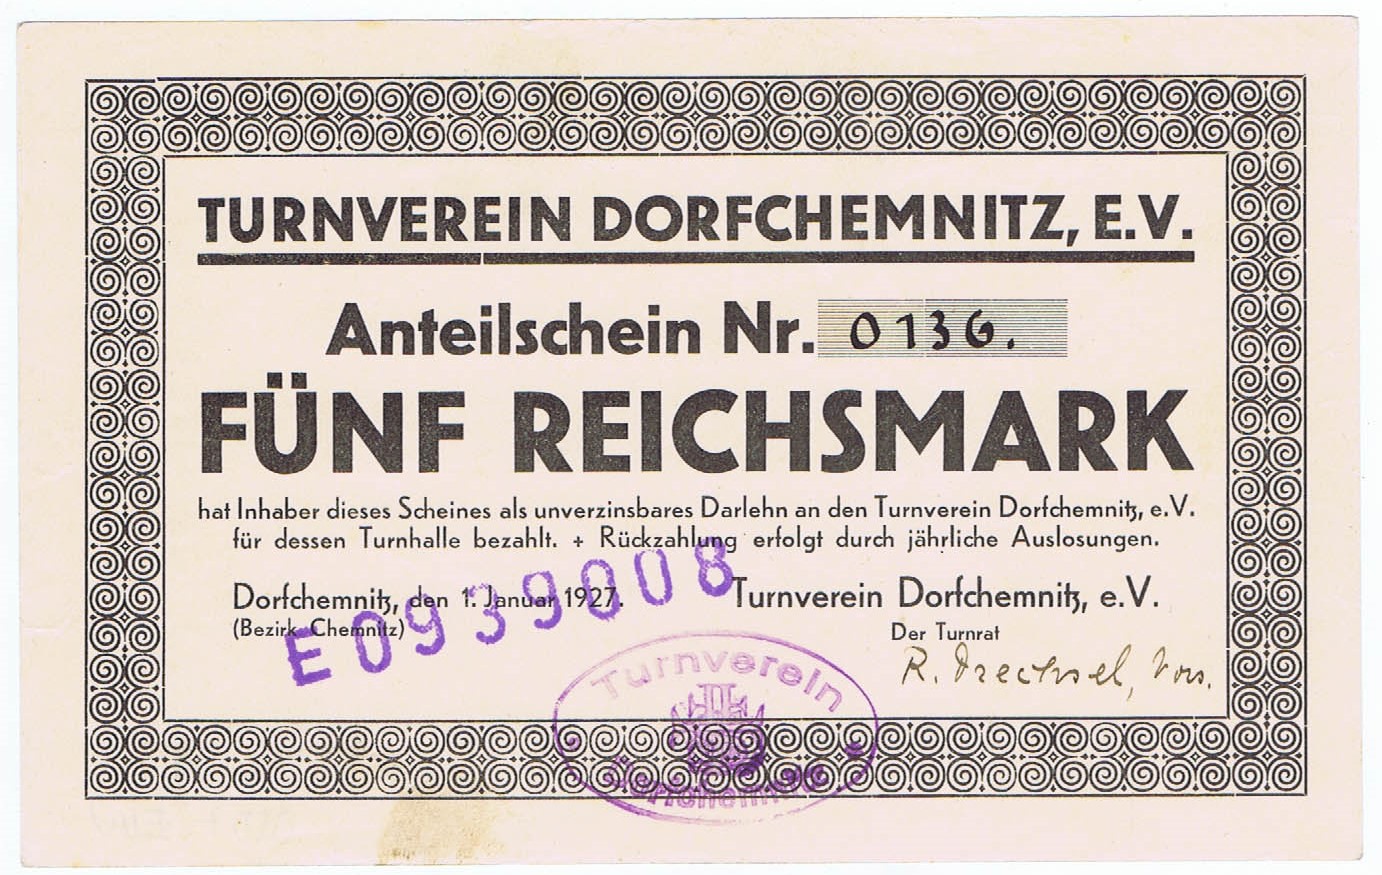 TURNVEREIN DORFCHEMNITZ, E.V.
Anteilschein Nr. 0136.
FÜNF REICHSMARK
hat Inhaber dieses Scheines als unverzinsbares Darlehn an den Turnverein Dorfchemnitz, e.V.
für dessen Turnhalle bezahlt. + Rückzahlung erfolgt durch jährliche Auslosungen.
Dorfchemnitz, den 1. Januar 1927.
(Bezirk Chemnitz)
E0939008
Turnverein Dorfchemnitz, e.V.
Der Turnrat
R. Drechsel, Vors.
Turnverein
Dorfchemnitz